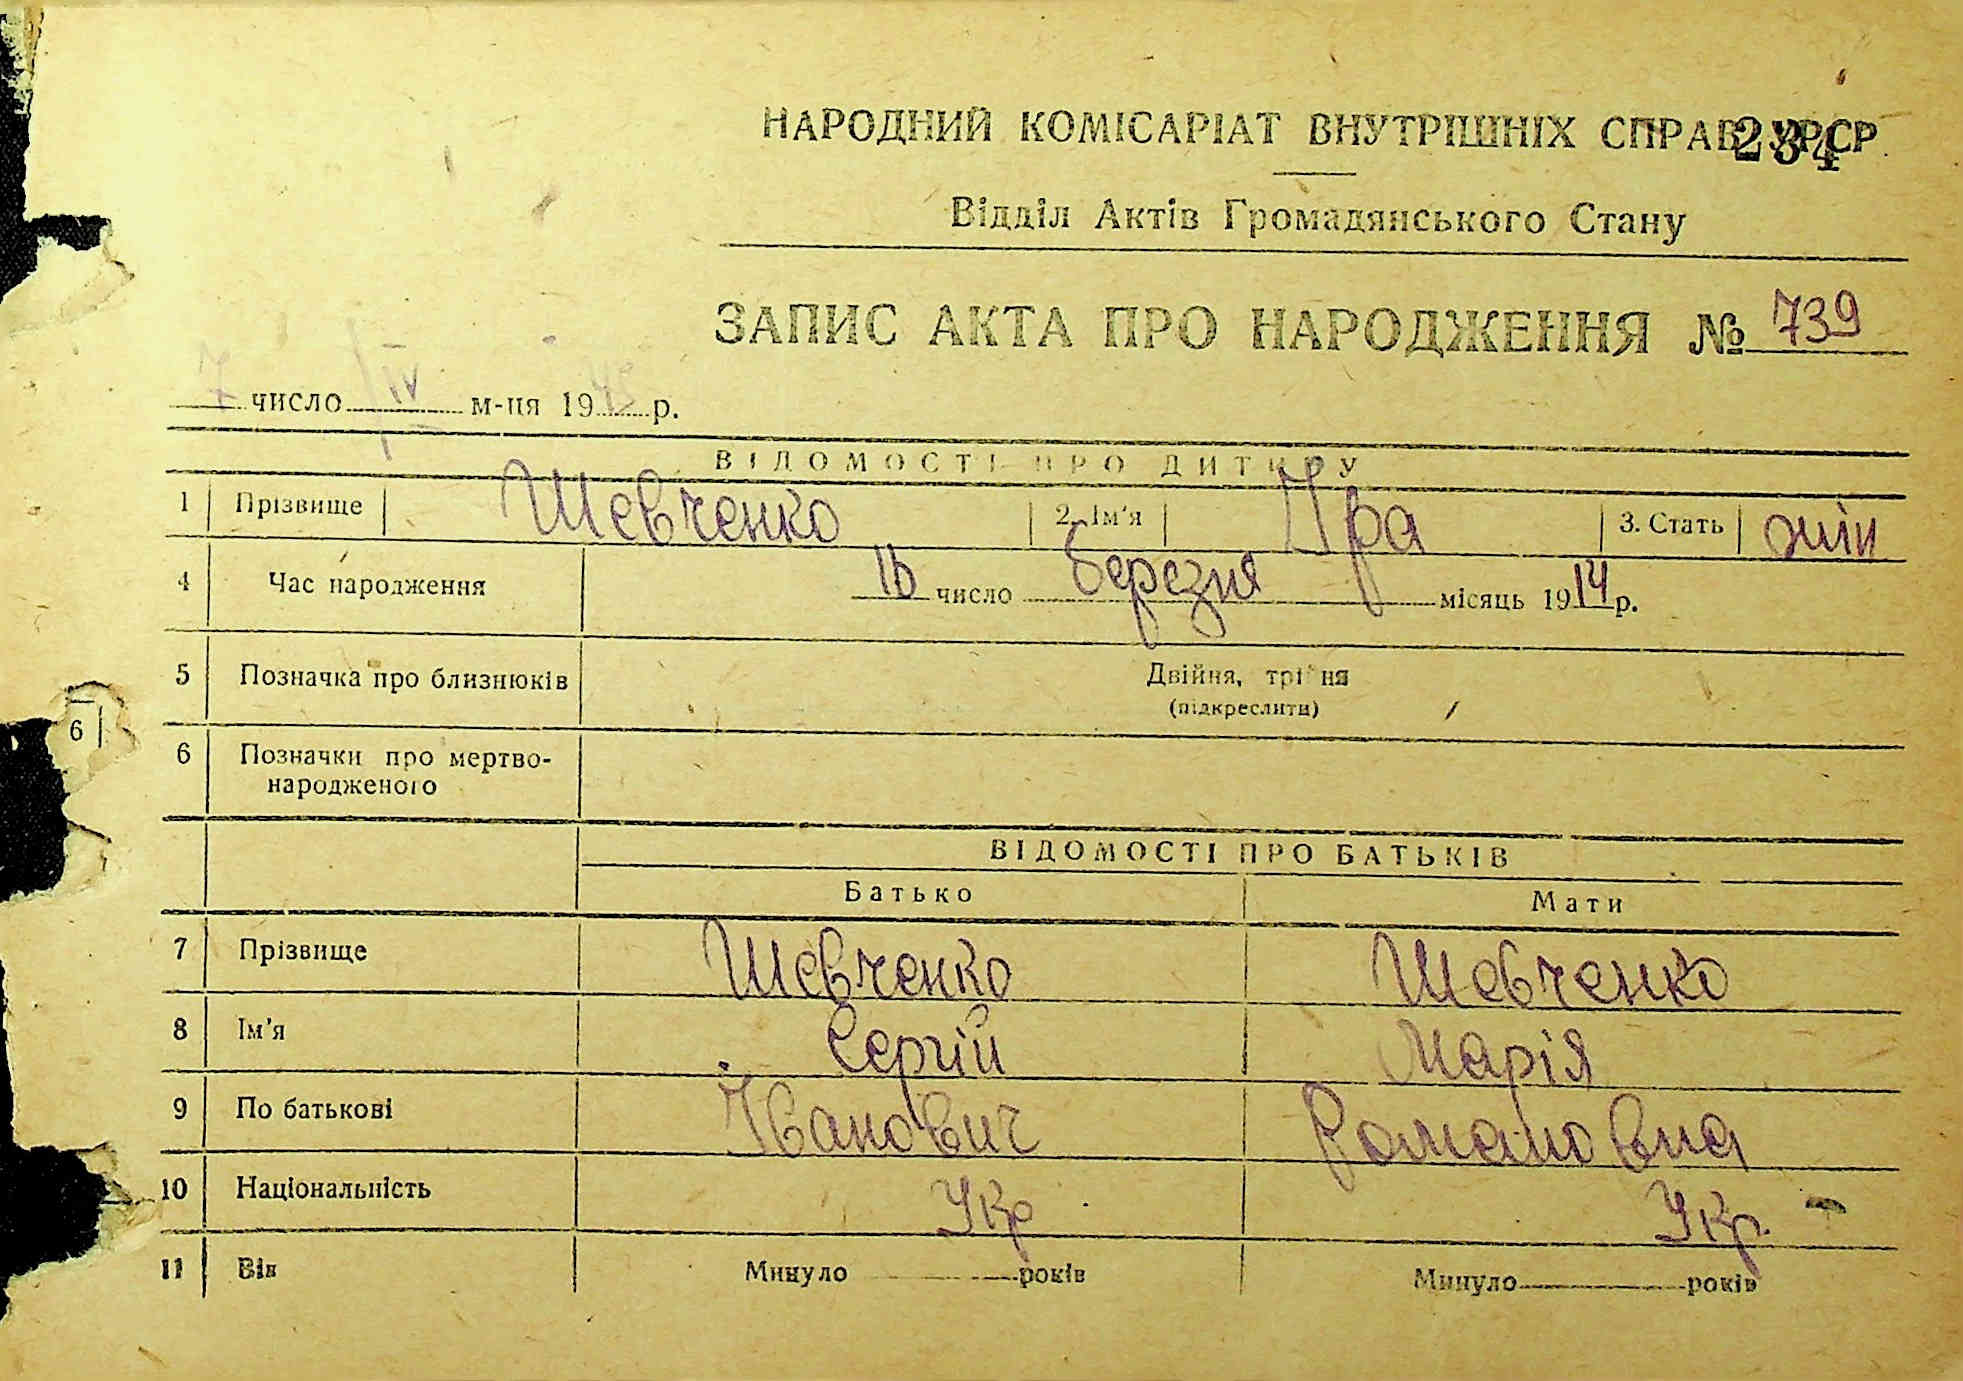 НАРОДНИЙ КОМІСАРІАТ ВНУТРІШНІХ СПРАВ УРСР
234
Відділ Актів Громадянського Стану
ЗАПИС АКТА ПРО НАРОДЖЕННЯ № 739
7 число IV м-ця 19 р.
ВІДОМОСТІ ПРО ДИТИНУ
1 Прізвище Шевченко 2. Ім'я Іра 3. Стать жін
4 Час народження 16 число березня місяць 1914 р.
5 Позначка про близнюків Двійня, трійня
(підкреслити)
6
6 Позначки про мертво-
народженого
ВІДОМОСТІ ПРО БАТЬКІВ
Батько Мати
7 Прізвище Шевченко Шевченко
8 Ім'я Сергій Марія
9 По батькові Іванович Романовна
10 Національність Укр Укр.
11 Вік Минуло років Минуло років